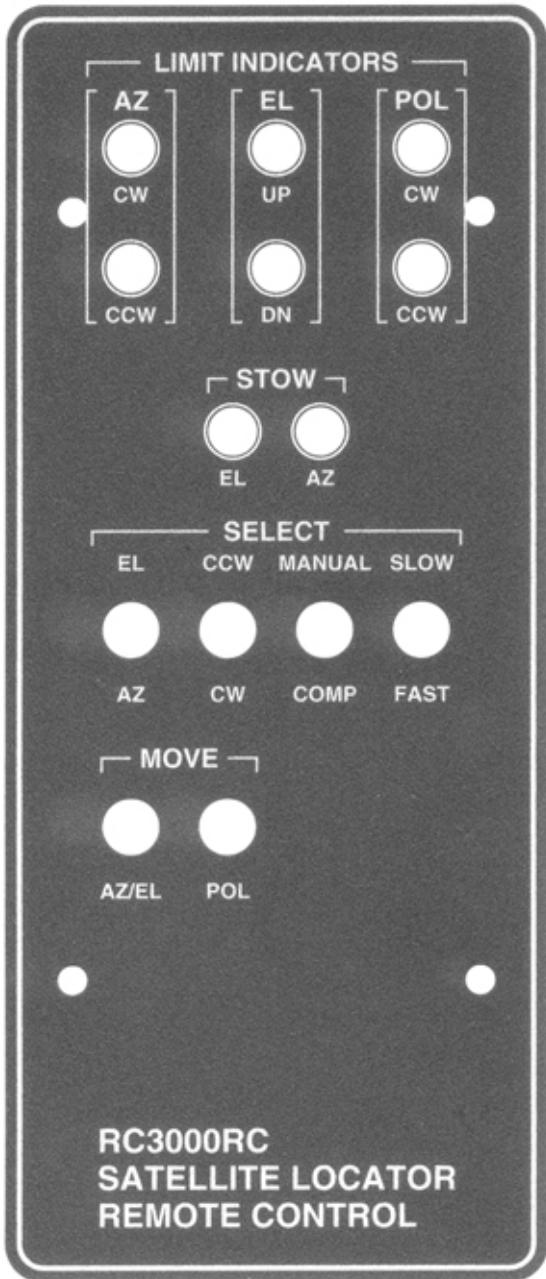 LIMIT INDICATORS
AZ EL POL
CW UP CW
CCW DN CCW
STOW
EL AZ
SELECT
EL CCW MANUAL SLOW
AZ CW COMP FAST
MOVE
AZ/EL POL
RC3000RC
SATELLITE LOCATOR
REMOTE CONTROL